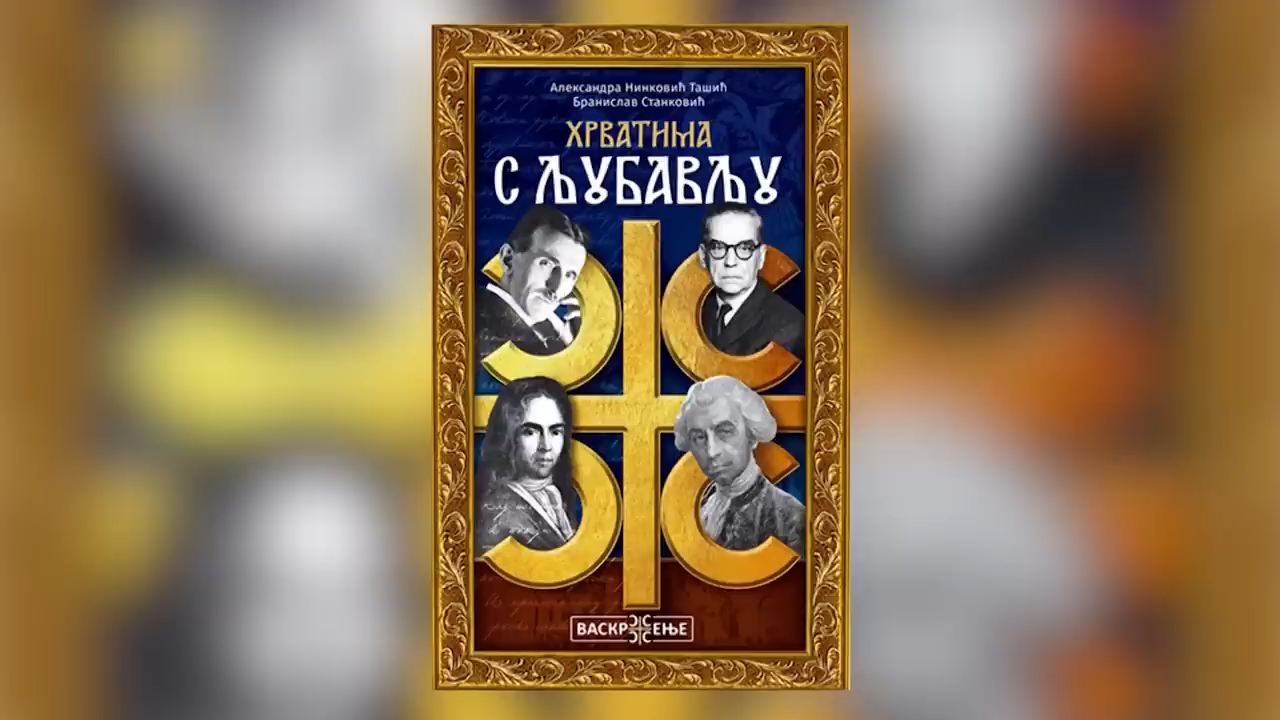 Александра Нинковић Ташић
Бранислав Станковић
ХРВАТИМА
С ЉУБАВЉУ
ВАСКРСЕЊЕ